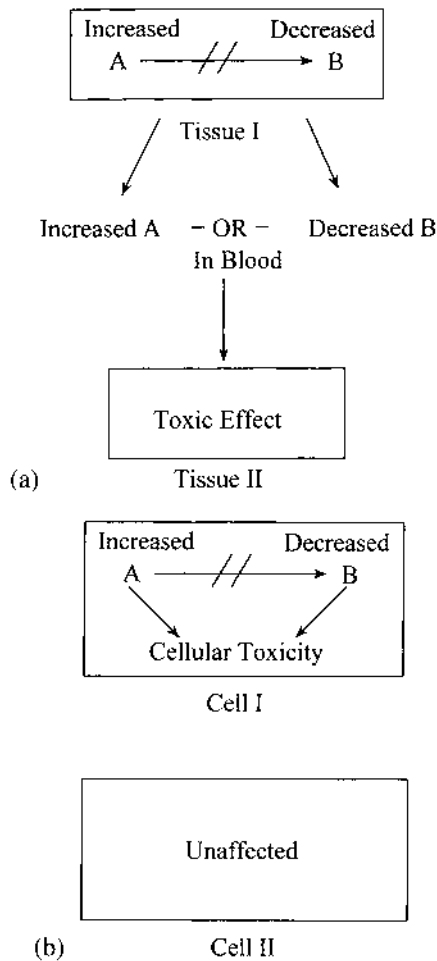 Increased Decreased
A B
Tissue I
Increased A – OR – Decreased B
In Blood
Toxic Effect
(a) Tissue II
Increased Decreased
A B
Cellular Toxicity
Cell I
Unaffected
(b) Cell II